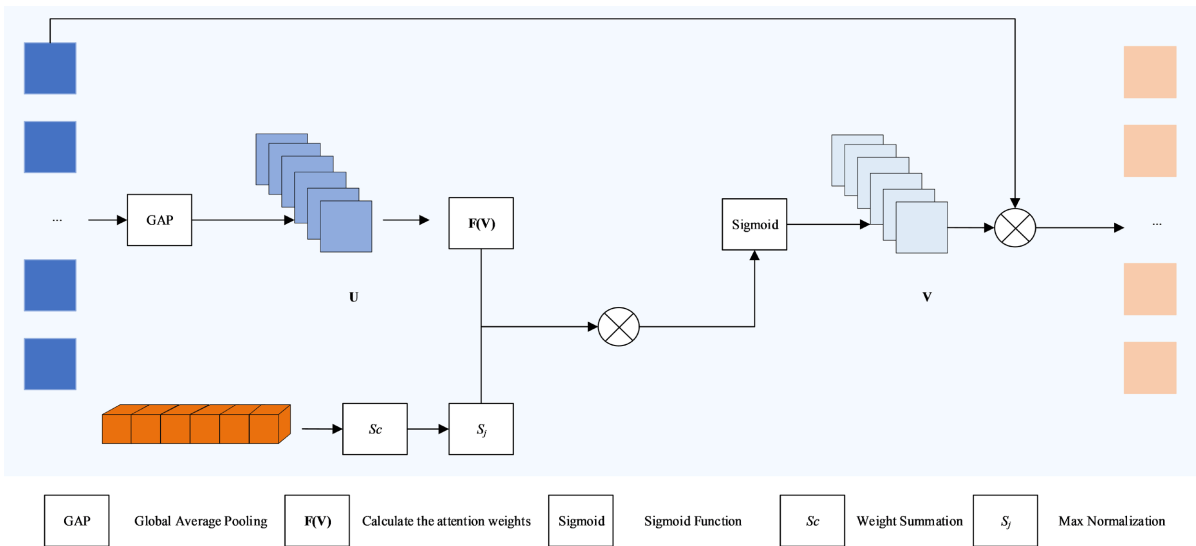 ...
GAP
F(V)
Sigmoid
...
U
V
Sc
Sj
GAP Global Average Pooling F(V) Calculate the attention weights Sigmoid Sigmoid Function Sc Weight Summation Sj Max Normalization